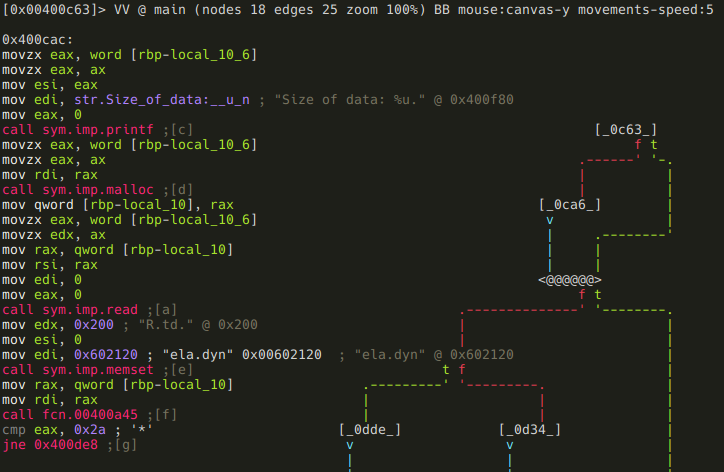 [0x00400c63]> VV @ main (nodes 18 edges 25 zoom 100%) BB mouse:canvas-y movements-speed:5
0x400cac:
movzx eax, word [rbp-local_10_6]
movzx eax, ax
mov esi, eax
mov edi, str.Size_of_data:__u_n ; "Size of data: %u." @ 0x400f80
mov eax, 0
call sym.imp.printf ;[c]
[_0c63_]
movzx eax, word [rbp-local_10_6]
f t
movzx eax, ax
mov rdi, rax
call sym.imp.malloc ;[d]
mov qword [rbp-local_10], rax
[_0ca6_]
movzx eax, word [rbp-local_10_6]
v
movzx edx, ax
mov rax, qword [rbp-local_10]
mov rsi, rax
mov edi, 0
<@@@@@@>
mov eax, 0
f t
call sym.imp.read ;[a]
mov edx, 0x200 ; "R.td." @ 0x200
mov esi, 0
mov edi, 0x602120 ; "ela.dyn" 0x00602120 ; "ela.dyn" @ 0x602120
call sym.imp.memset ;[e]
t f
mov rax, qword [rbp-local_10]
mov rdi, rax
call fcn.00400a45 ;[f]
cmp eax, 0x2a ; '*'
[_0dde_] [_0d34_]
jne 0x400de8 ;[g]
v v